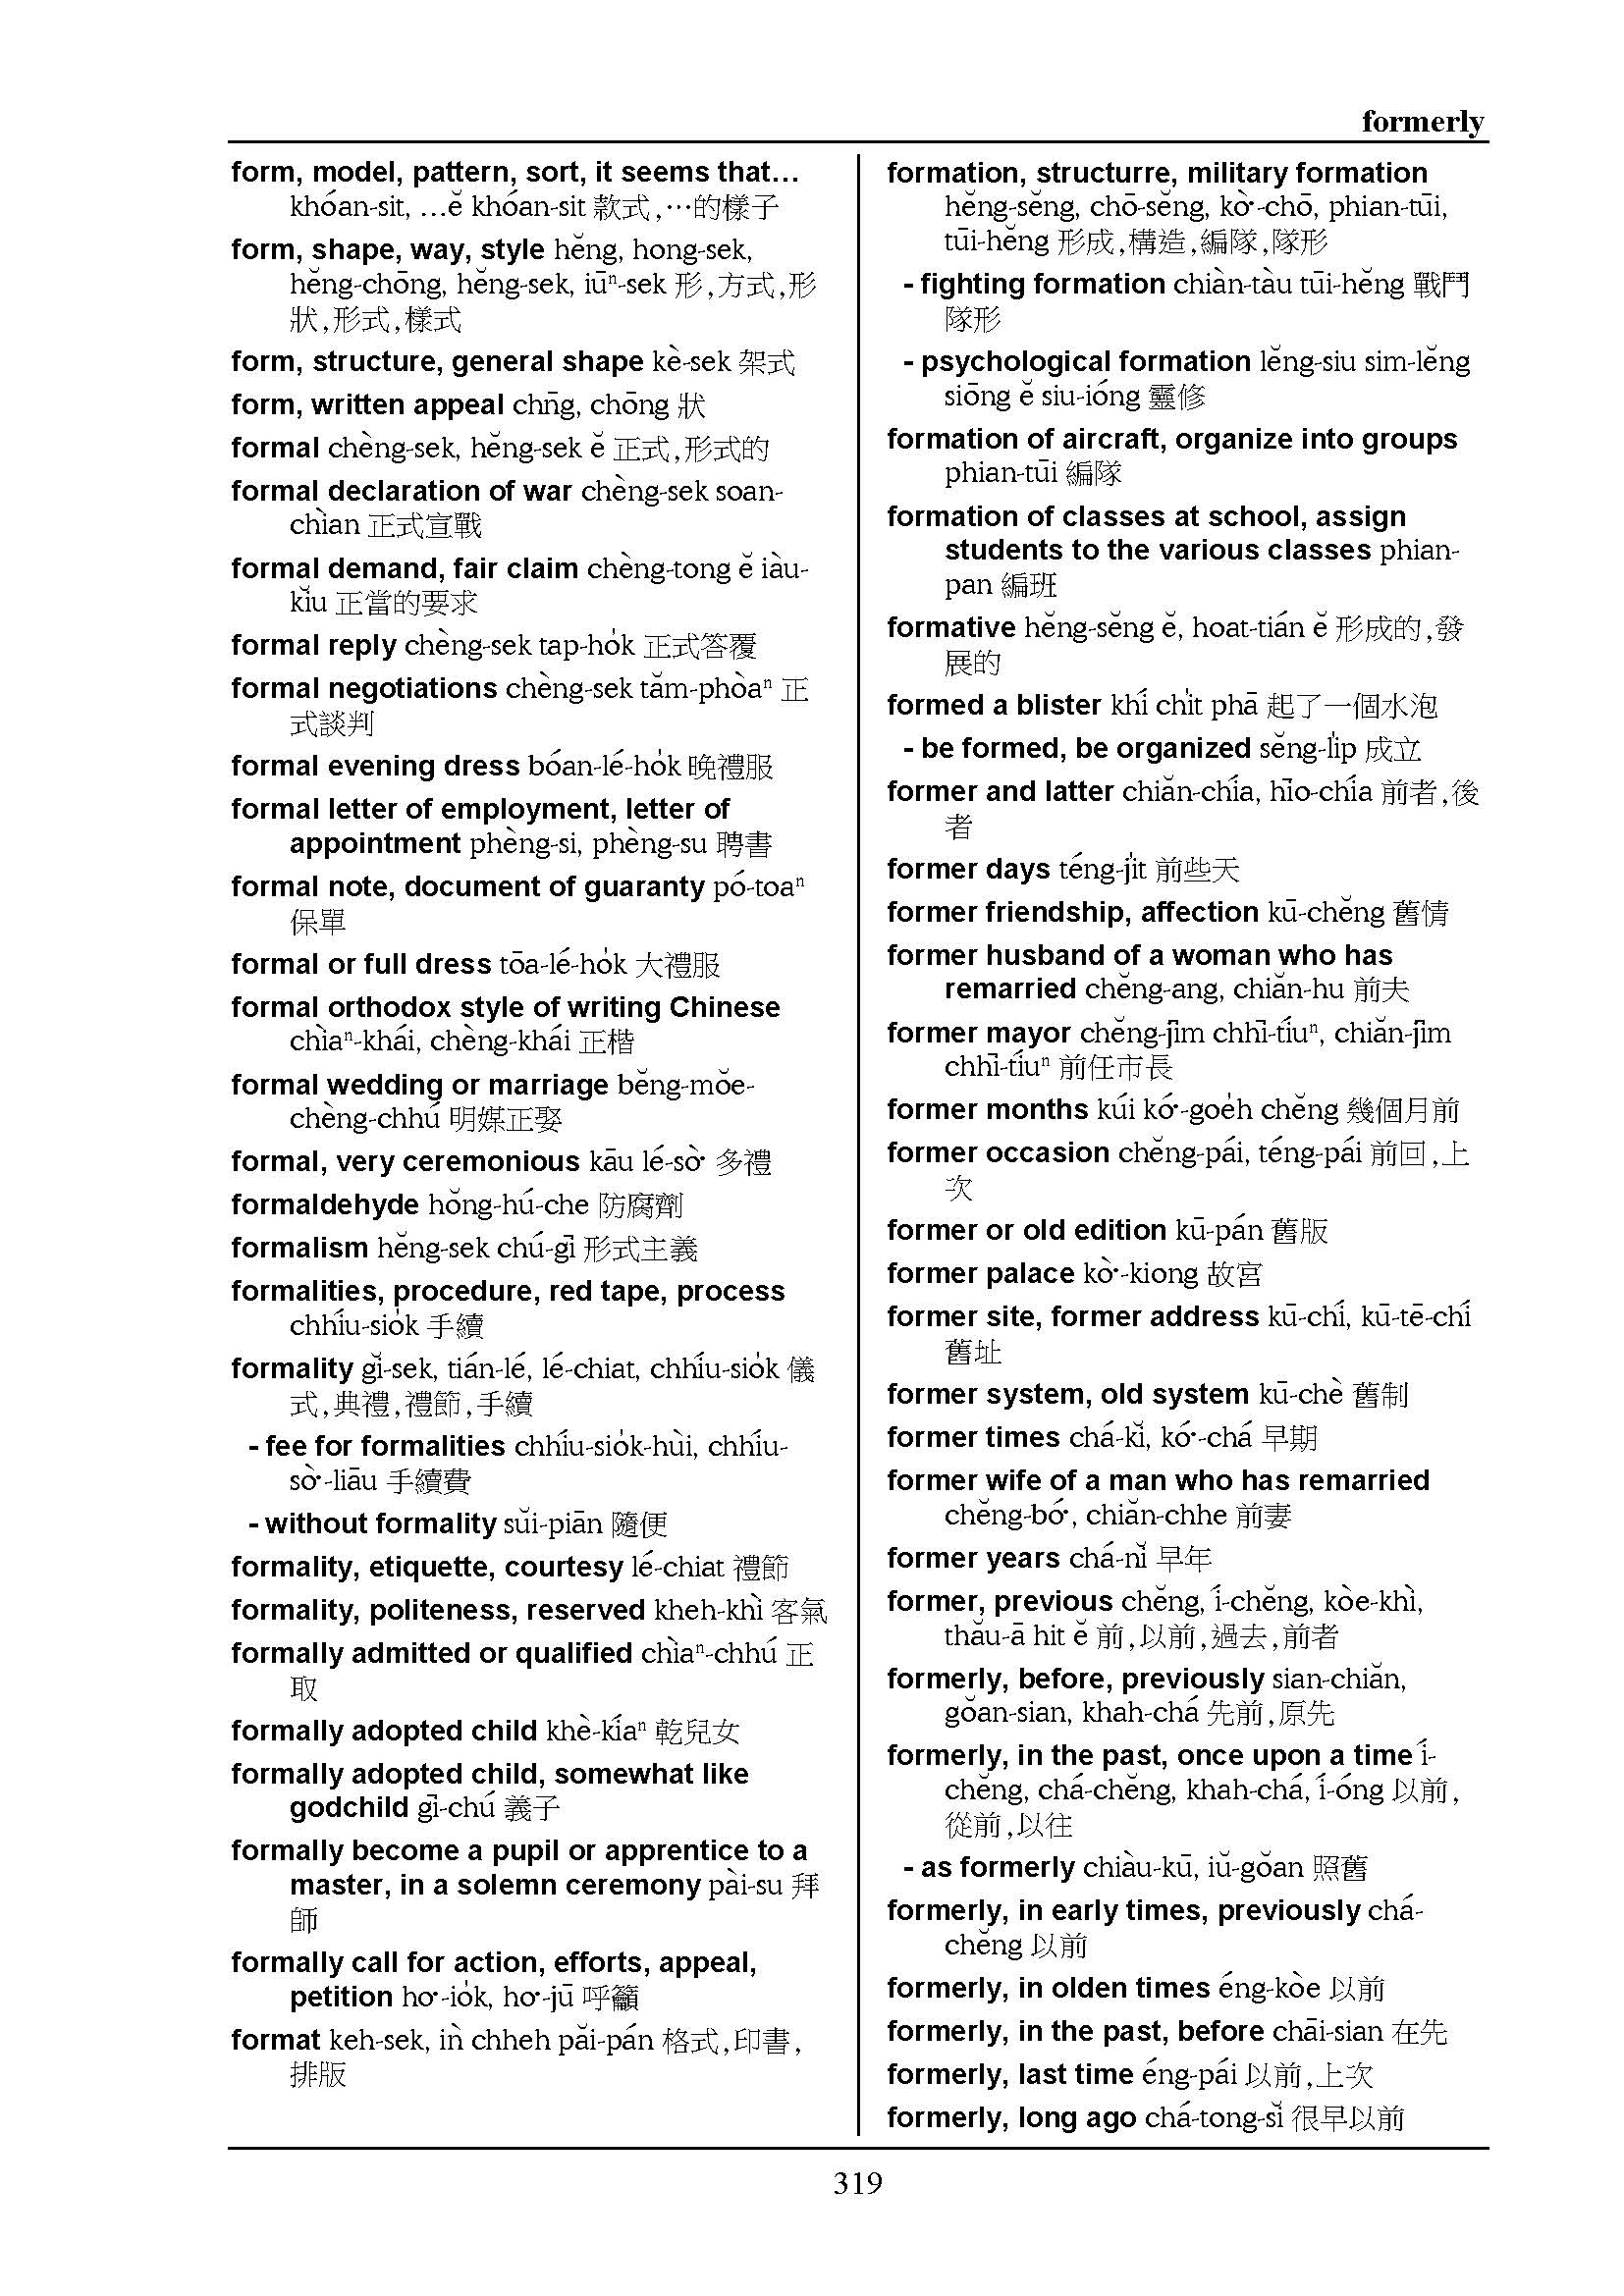 formerly
form, model, pattern, sort, it seems that…
khóan-sit, …ĕ khóan-sit 款式,…的樣子
form, shape, way, style hĕng, hong-sek,
hĕng-chōng, hĕng-sek, iūⁿ-sek 形,方式,形
狀,形式,樣式
form, structure, general shape kè-sek 架式
form, written appeal chn̄g, chōng 狀
formal chèng-sek, hĕng-sek ĕ 正式,形式的
formal declaration of war chèng-sek soan-
chìan 正式宣戰
formal demand, fair claim chèng-tong ĕ iàu-
kĭu 正當的要求
formal reply chèng-sek tap-ho̍k 正式答覆
formal negotiations chèng-sek tăm-phòaⁿ 正
式談判
formal evening dress bóan-lé-ho̍k 晚禮服
formal letter of employment, letter of
appointment phèng-si, phèng-su 聘書
formal note, document of guaranty pó-toaⁿ
保單
formal or full dress tōa-lé-ho̍k 大禮服
formal orthodox style of writing Chinese
chìaⁿ-khái, chèng-khái 正楷
formal wedding or marriage bĕng-mŏe-
chèng-chhú 明媒正娶
formal, very ceremonious kāu lé-sò͘ 多禮
formaldehyde hŏng-hú-che 防腐劑
formalism hĕng-sek chú-gī 形式主義
formalities, procedure, red tape, process
chhíu-sio̍k 手續
formality gĭ-sek, tián-lé, lé-chiat, chhíu-sio̍k 儀
式,典禮,禮節,手續
- fee for formalities chhíu-sio̍k-hùi, chhíu-
sò͘-liāu 手續費
- without formality sŭi-piān 隨便
formality, etiquette, courtesy lé-chiat 禮節
formality, politeness, reserved kheh-khì 客氣
formally admitted or qualified chìaⁿ-chhú 正
取
formally adopted child khè-kíaⁿ 乾兒女
formally adopted child, somewhat like
godchild gī-chú 義子
formally become a pupil or apprentice to a
master, in a solemn ceremony pài-su 拜
師
formally call for action, efforts, appeal,
petition ho͘-io̍k, ho͘-jū 呼籲
format keh-sek, ìn chheh păi-pán 格式,印書,
排版
formation, structurre, military formation
hĕng-sĕng, chō-sĕng, kò͘-chō, phian-tūi,
tūi-hĕng 形成,構造,編隊,隊形
- fighting formation chiàn-tàu tūi-hĕng 戰鬥
隊形
- psychological formation lĕng-siu sim-lĕng
siōng ĕ siu-ióng 靈修
formation of aircraft, organize into groups
phian-tūi 編隊
formation of classes at school, assign
students to the various classes phian-
pan 編班
formative hĕng-sĕng ĕ, hoat-tián ĕ 形成的,發
展的
formed a blister khí chi̍t phā 起了一個水泡
- be formed, be organized sĕng-li̍p 成立
former and latter chiăn-chía, hīo-chía 前者,後
者
former days téng-ji̍t 前些天
former friendship, affection kū-chĕng 舊情
former husband of a woman who has
remarried chĕng-ang, chiăn-hu 前夫
former mayor chĕng-jīm chhī-tíuⁿ, chiăn-jīm
chhī-tíuⁿ 前任市長
former months kúi kó͘-goe̍h chĕng 幾個月前
former occasion chĕng-pái, téng-pái 前回,上
次
former or old edition kū-pán 舊版
former palace kò͘-kiong 故宮
former site, former address kū-chí, kū-tē-chí
舊址
former system, old system kū-chè 舊制
former times chá-kĭ, kó͘-chá 早期
former wife of a man who has remarried
chĕng-bó͘, chiăn-chhe 前妻
former years chá-nĭ 早年
former, previous chĕng, í-chĕng, kòe-khì,
thău-ā hit ĕ 前,以前,過去,前者
formerly, before, previously sian-chiăn,
gŏan-sian, khah-chá 先前,原先
formerly, in the past, once upon a time í-
chĕng, chá-chĕng, khah-chá, í-óng 以前,
從前,以往
- as formerly chiàu-kū, iŭ-gŏan 照舊
formerly, in early times, previously chá-
chĕng 以前
formerly, in olden times éng-kòe 以前
formerly, in the past, before chāi-sian 在先
formerly, last time éng-pái 以前,上次
formerly, long ago chá-tong-sĭ 很早以前
319